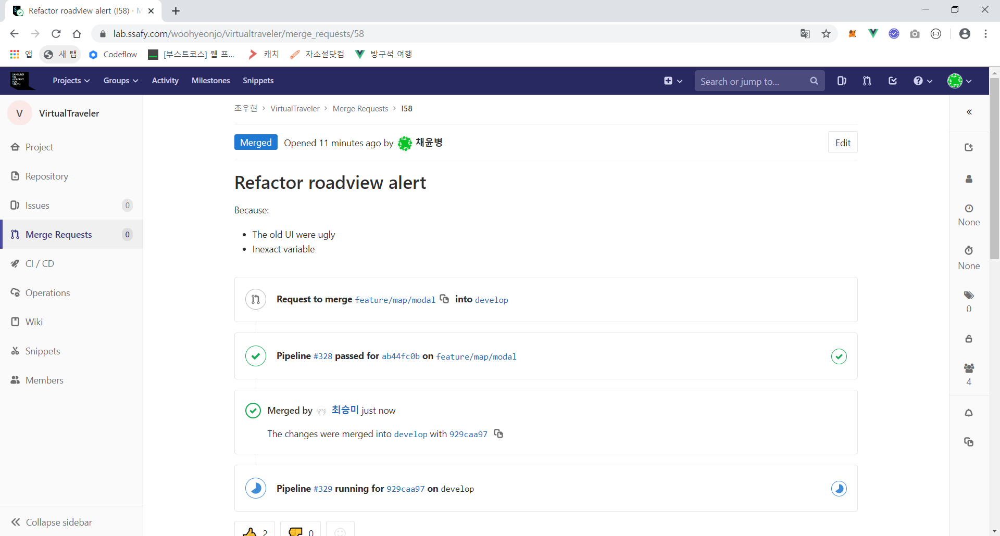 Refactor roadview alert (!58) · M
lab.ssafy.com/woohyeonjo/virtualtraveler/merge_requests/58
앱 새 탭 Codeflow [부스트코스] 웹 프... 캐치 자소설닷컴 방구석 여행
SAMSUNG
SW
ACADEMY
FOR
YOUTH
Projects Groups Activity Milestones Snippets Search or jump to...
V VirtualTraveler
Project
Repository
Issues 0
Merge Requests 0
CI / CD
Operations
Wiki
Snippets
Members
Collapse sidebar
조우현 > VirtualTraveler > Merge Requests > !58
Merged Opened 11 minutes ago by 채윤병 Edit
Refactor roadview alert
Because:
• The old UI were ugly
• Inexact variable
Request to merge feature/map/modal into develop
Pipeline #328 passed for ab44fc0b on feature/map/modal
Merged by 최승미 just now
The changes were merged into develop with 929caa97
Pipeline #329 running for 929caa97 on develop
2 0
«
None
None
0
4